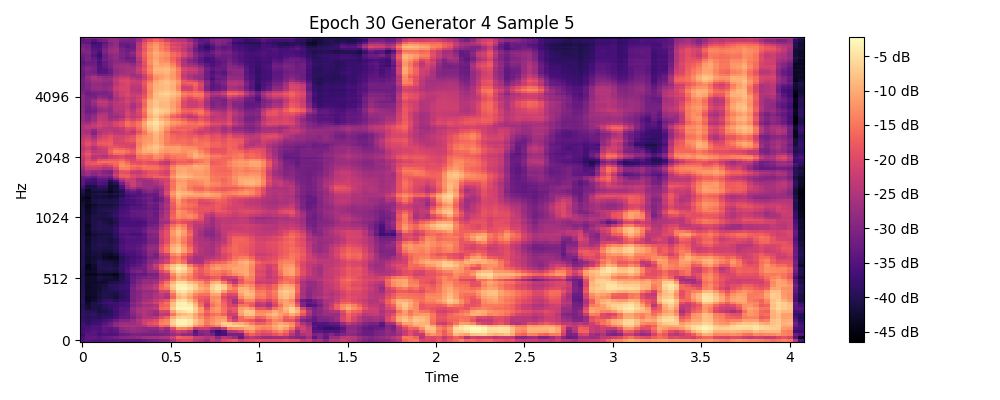 Epoch 30 Generator 4 Sample 5
Hz
4096
2048
1024
512
0
0 0.5 1 1.5 2 2.5 3 3.5 4
Time
-5 dB
-10 dB
-15 dB
-20 dB
-25 dB
-30 dB
-35 dB
-40 dB
-45 dB